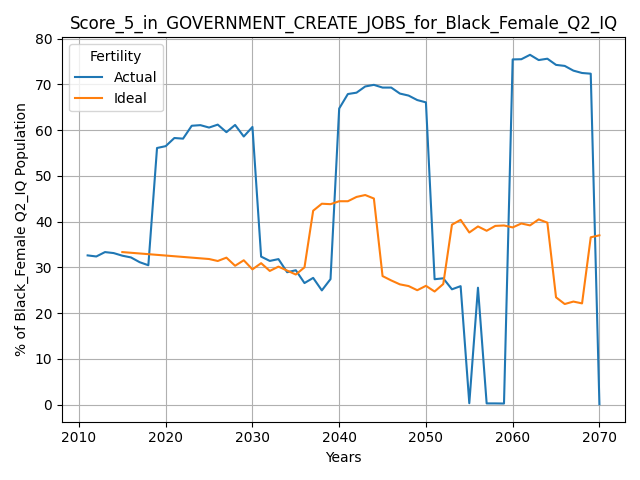 Score_5_in_GOVERNMENT_CREATE_JOBS_for_Black_Female_Q2_IQ
Fertility
Actual
Ideal
% of Black_Female Q2_IQ Population
80
70
60
50
40
30
20
10
0
2010 2020 2030 2040 2050 2060 2070
Years